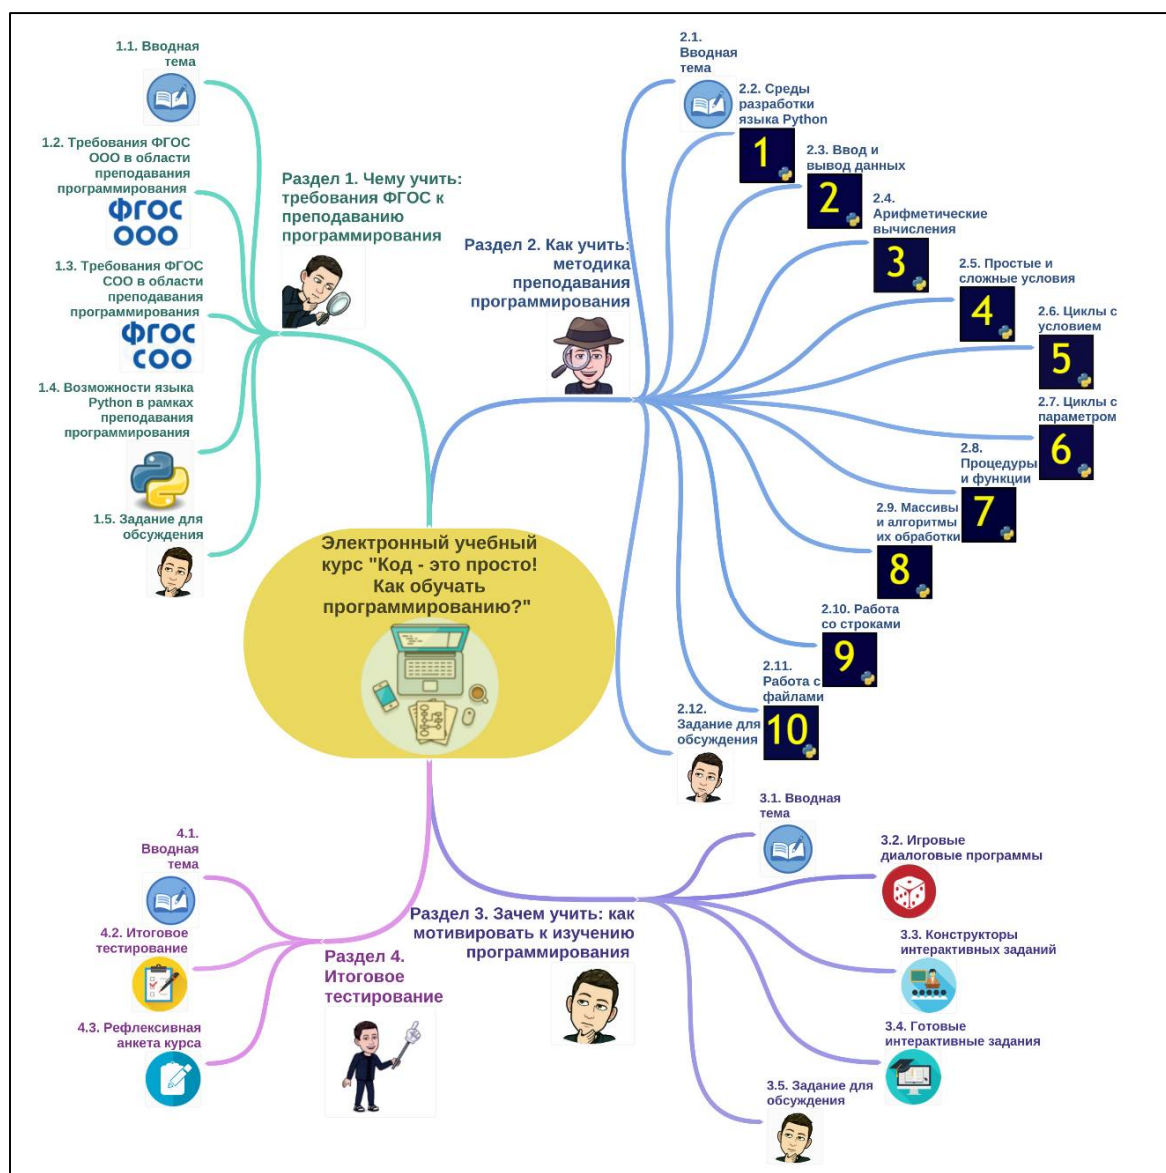 1.1. Вводная
тема
1.2. Требования ФГОС
ООО в области
преподавания
программирования
ФГОС
ООО
1.3. Требования ФГОС
СОО в области
преподавания
программирования
ФГОС
СОО
1.4. Возможности языка
Python в рамках
преподавания
программирования
1.5. Задание для
обсуждения
Раздел 1. Чему учить:
требования ФГОС к
преподаванию
программирования
Раздел 2. Как учить:
методика
преподавания
программирования
2.1.
Вводная
тема
2.2. Среды
разработки
языка Python
1
2.3. Ввод и
вывод данных
2
2.4.
Арифметические
вычисления
3
2.5. Простые и
сложные условия
4
2.6. Циклы с
условием
5
2.7. Циклы с
параметром
6
2.8.
Процедуры
и функции
7
2.9. Массивы
и алгоритмы
их обработки
8
2.10. Работа
со строками
9
2.11.
Работа с
файлами
10
2.12.
Задание для
обсуждения
Электронный учебный
курс "Код - это просто!
Как обучать
программированию?"
3.1. Вводная
тема
3.2. Игровые
диалоговые программы
3.3. Конструкторы
интерактивных заданий
3.4. Готовые
интерактивные задания
3.5. Задание для
обсуждения
Раздел 3. Зачем учить: как
мотивировать к изучению
программирования
Раздел 4.
Итоговое
тестирование
4.1.
Вводная
тема
4.2. Итоговое
тестирование
4.3. Рефлексивная
анкета курса